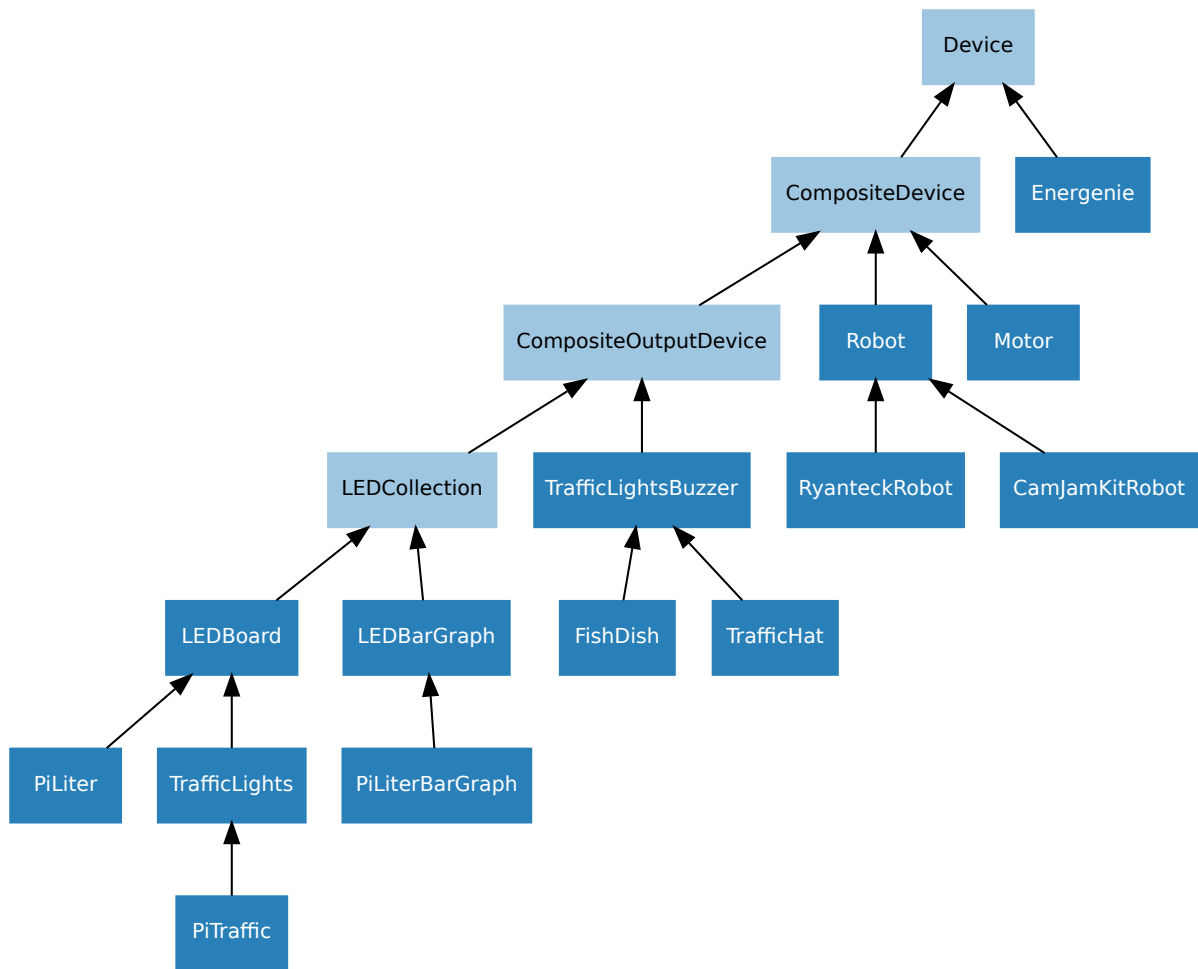 Device
CompositeDevice
Energenie
CompositeOutputDevice
Robot
Motor
LEDCollection
TrafficLightsBuzzer
RyanteckRobot
CamJamKitRobot
LEDBoard
LEDBarGraph
FishDish
TrafficHat
PiLiter
TrafficLights
PiLiterBarGraph
PiTraffic